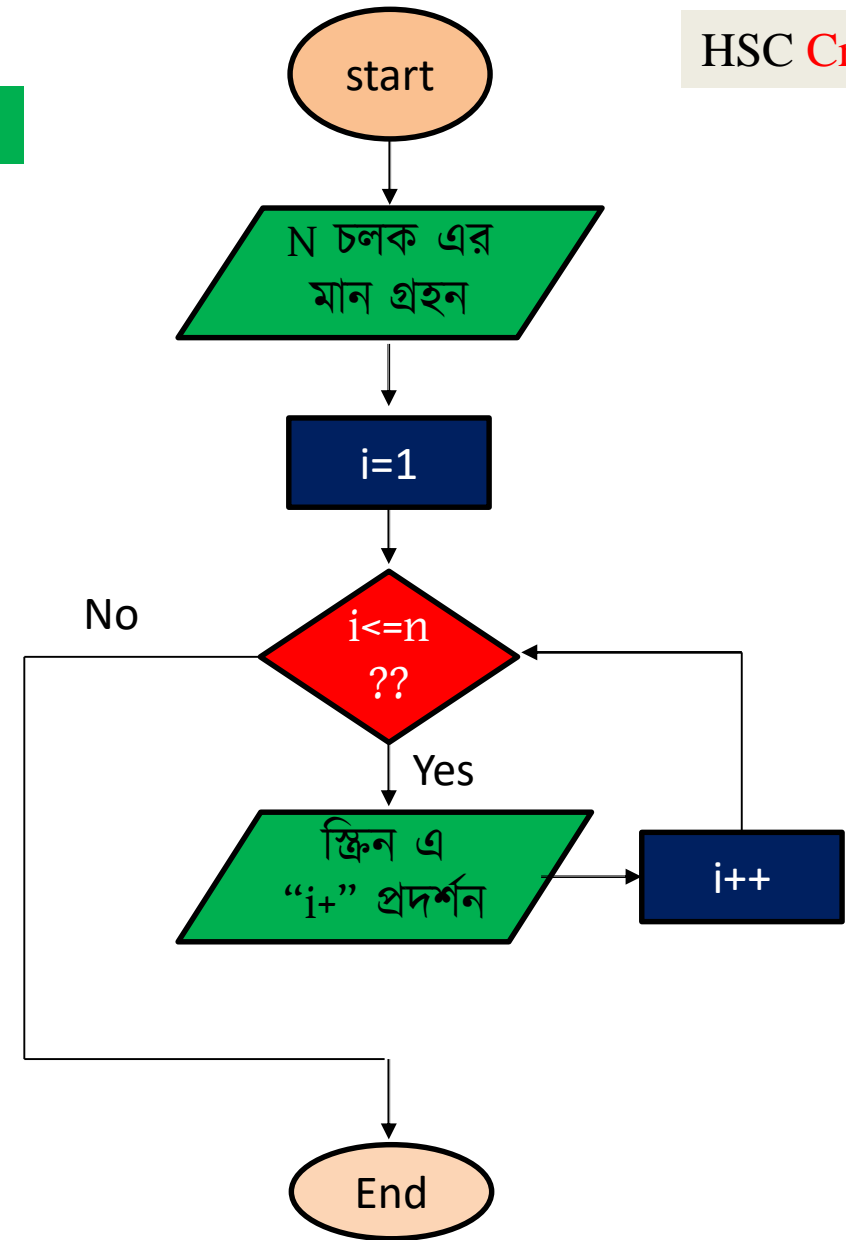 start
HSC
N চলক এর
মান গ্রহন
i=1
No
i<=n
??
Yes
স্ক্রিন এ
“i+” প্রদর্শন
i++
End